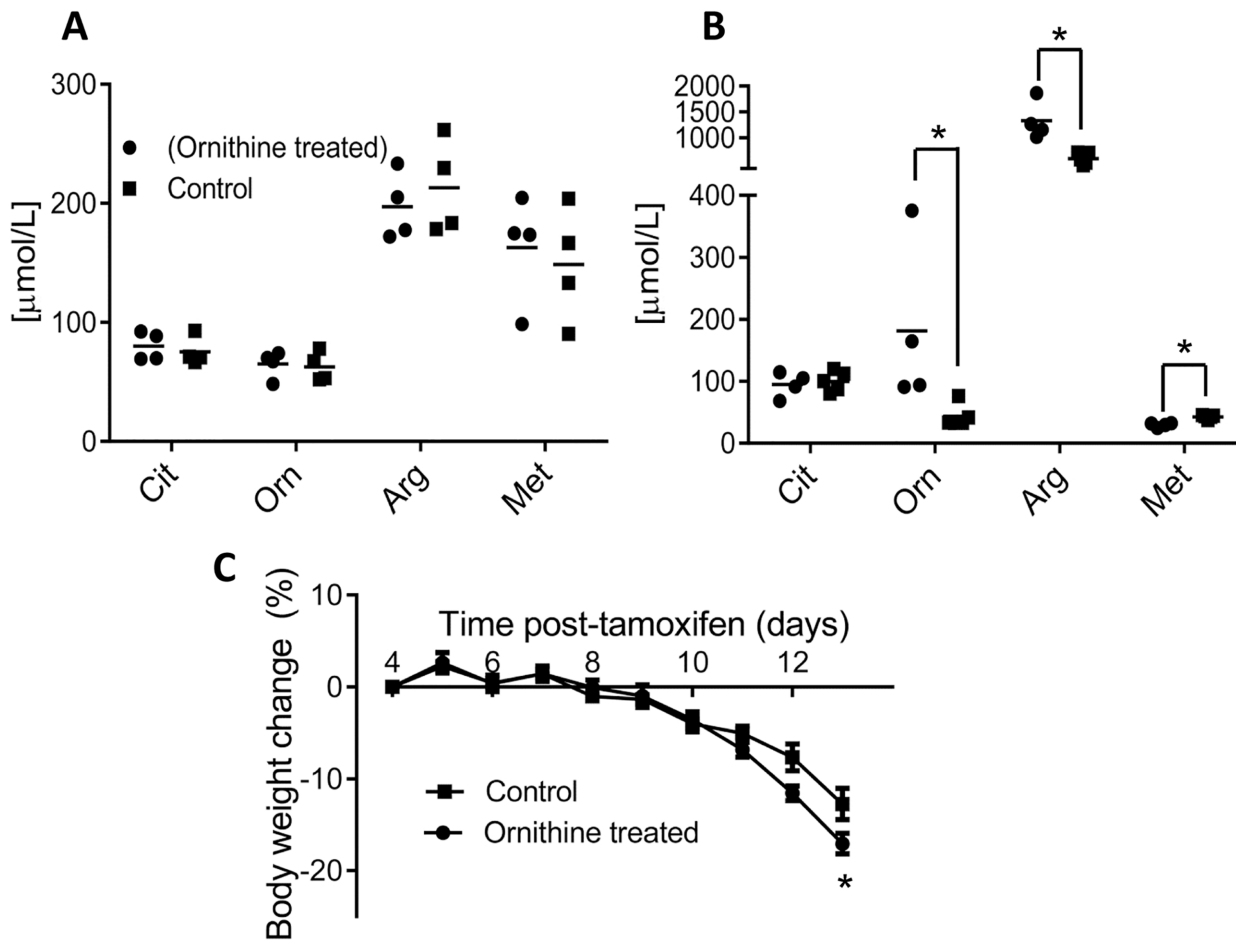 A
300
200
100
0
[µmol/L]
(Ornithine treated)
Control
Cit
Orn
Arg
Met
B
2000
1500
1000
400
300
200
100
0
[µmol/L]
*
*
*
Cit
Orn
Arg
Met
C
Body weight change (%)
10
0
-10
-20
Time post-tamoxifen (days)
4
6
8
10
12
Control
Ornithine treated
*